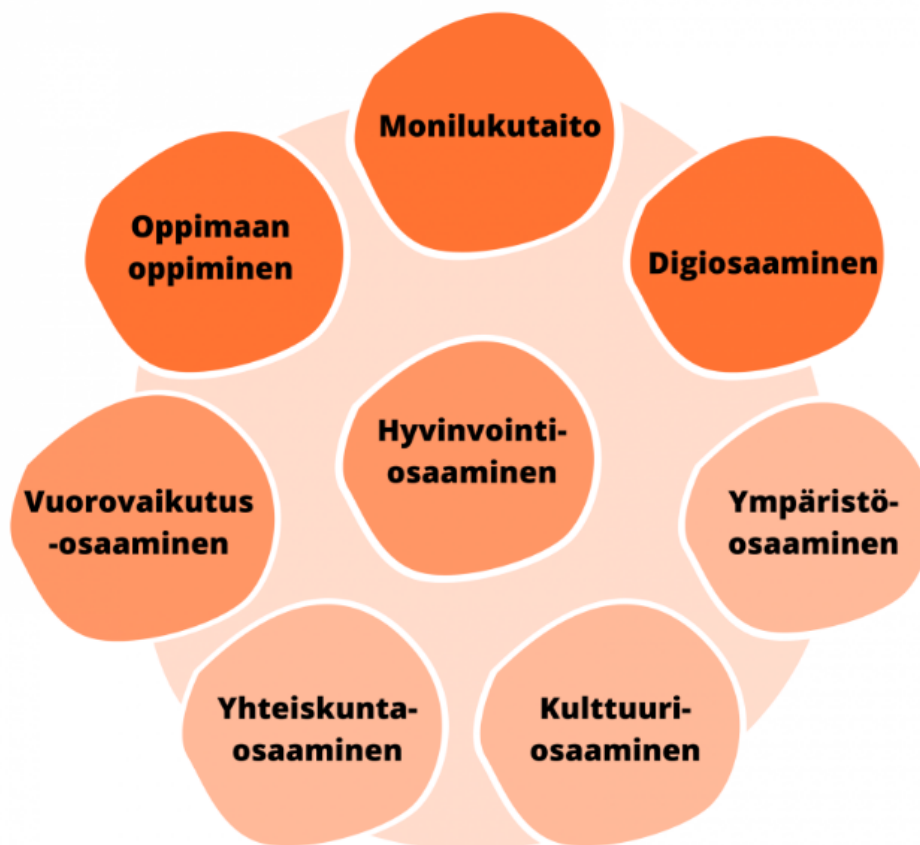 Monilukutaito
Oppimaan
oppiminen
Digiosaaminen
Hyvinvointi-
osaaminen
Vuorovaikutus
-osaaminen
Ympäristö-
osaaminen
Yhteiskunta-
osaaminen
Kulttuuri-
osaaminen